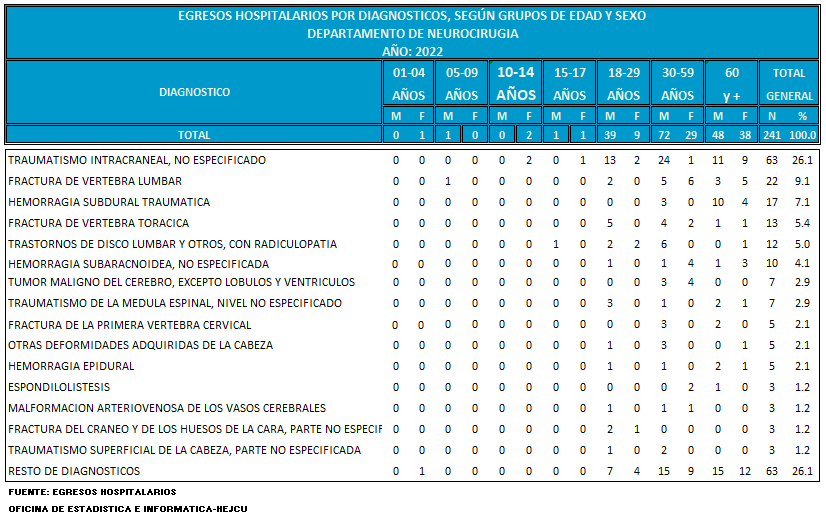 EGRESOS HOSPITALARIOS POR DIAGNOSTICOS, SEGÚN GRUPOS DE EDAD Y SEXO
DEPARTAMENTO DE NEUROCIRUGIA
AÑO: 2022
DIAGNOSTICO 01-04 AÑOS 05-09 AÑOS 10-14 AÑOS 15-17 AÑOS 18-29 AÑOS 30-59 AÑOS 60 y + TOTAL GENERAL
M F M F M F M F M F M F M F N %
TOTAL 0 1 1 0 0 2 1 1 39 9 72 29 48 38 241 100.0
TRAUMATISMO INTRACRANEAL, NO ESPECIFICADO 0 0 0 0 0 2 0 1 13 2 24 1 11 9 63 26.1
FRACTURA DE VERTEBRA LUMBAR 0 0 1 0 0 0 0 0 2 0 5 6 3 5 22 9.1
HEMORRAGIA SUBDURAL TRAUMATICA 0 0 0 0 0 0 0 0 0 0 3 0 10 4 17 7.1
FRACTURA DE VERTEBRA TORACICA 0 0 0 0 0 0 0 0 5 0 4 2 1 1 13 5.4
TRASTORNOS DE DISCO LUMBAR Y OTROS, CON RADICULOPATIA 0 0 0 0 0 0 1 0 2 2 6 0 0 1 12 5.0
HEMORRAGIA SUBARACNOIDEA, NO ESPECIFICADA 0 0 0 0 0 0 0 0 1 0 1 4 1 3 10 4.1
TUMOR MALIGNO DEL CEREBRO, EXCEPTO LOBULOS Y VENTRICULOS 0 0 0 0 0 0 0 0 0 0 3 4 0 0 7 2.9
TRAUMATISMO DE LA MEDULA ESPINAL, NIVEL NO ESPECIFICADO 0 0 0 0 0 0 0 0 3 0 1 0 2 1 7 2.9
FRACTURA DE LA PRIMERA VERTEBRA CERVICAL 0 0 0 0 0 0 0 0 0 0 3 0 2 0 5 2.1
OTRAS DEFORMIDADES ADQUIRIDAS DE LA CABEZA 0 0 0 0 0 0 0 0 1 0 3 0 0 1 5 2.1
HEMORRAGIA EPIDURAL 0 0 0 0 0 0 0 0 1 0 1 0 2 1 5 2.1
ESPONDILOLISTESIS 0 0 0 0 0 0 0 0 0 0 0 2 1 0 3 1.2
MALFORMACION ARTERIOVENOSA DE LOS VASOS CEREBRALES 0 0 0 0 0 0 0 0 1 0 1 1 0 0 3 1.2
FRACTURA DEL CRANEO Y DE LOS HUESOS DE LA CARA, PARTE NO ESPECIF 0 0 0 0 0 0 0 0 2 1 0 0 0 0 3 1.2
TRAUMATISMO SUPERFICIAL DE LA CABEZA, PARTE NO ESPECIFICADA 0 0 0 0 0 0 0 0 1 0 2 0 0 0 3 1.2
RESTO DE DIAGNOSTICOS 0 1 0 0 0 0 0 0 7 4 15 9 15 12 63 26.1
FUENTE: EGRESOS HOSPITALARIOS
OFICINA DE ESTADISTICA E INFORMATICA-HEJCU